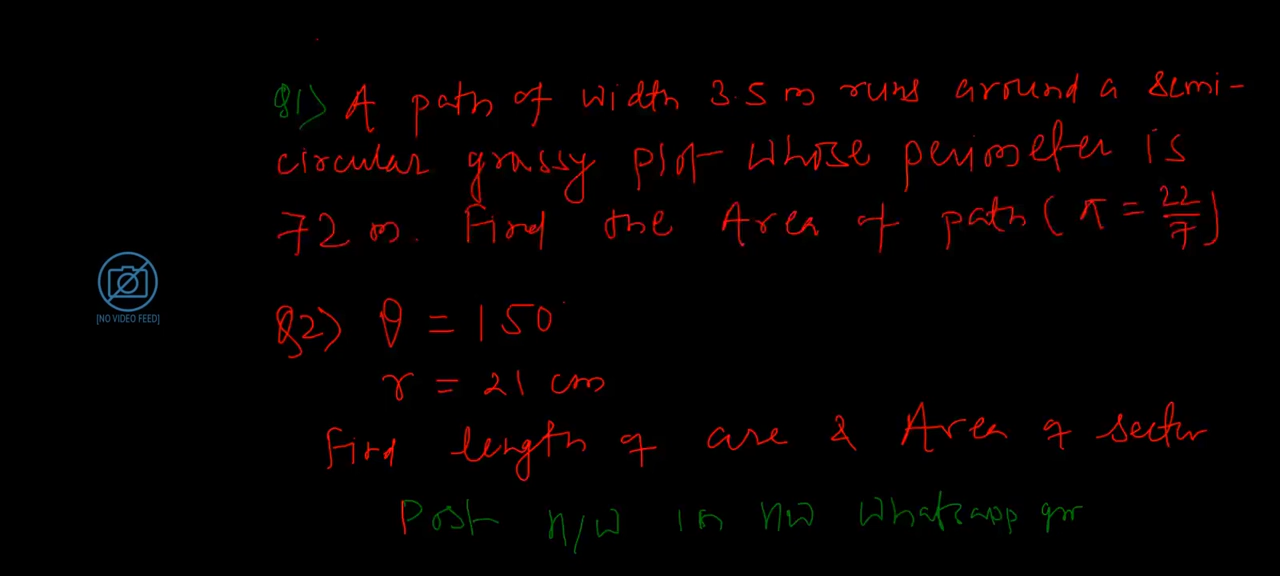 Q1) A path of width 3.5 m runs around a semi-
circular grassy plot whose perimeter is
72 m. Find the Area of path (π = 22/7)
[NO VIDEO FEED]
Q2) θ = 150°
r = 21 cm
Find length of arc & Area of sector
Post H/W in HW Whatsapp gr